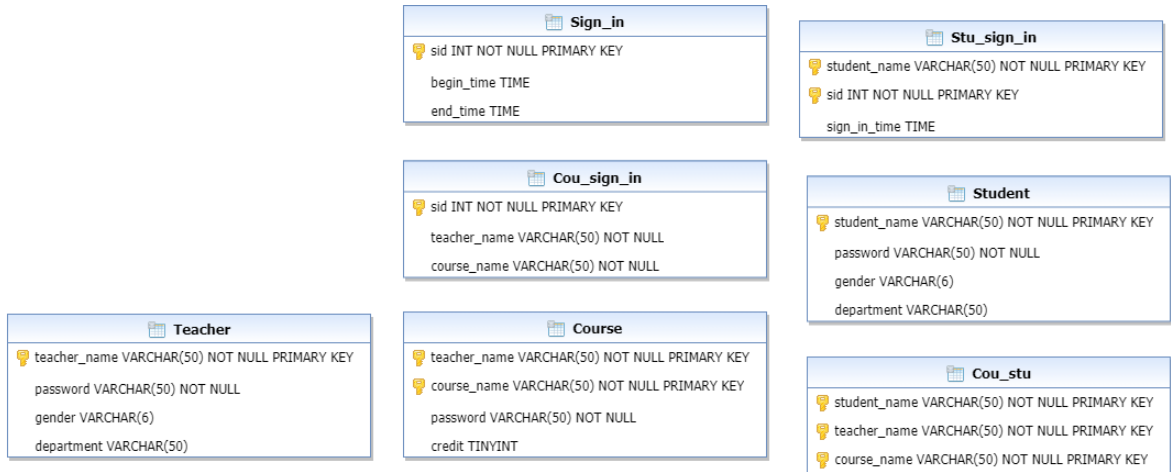 Sign_in
sid INT NOT NULL PRIMARY KEY
begin_time TIME
end_time TIME
Stu_sign_in
student_name VARCHAR(50) NOT NULL PRIMARY KEY
sid INT NOT NULL PRIMARY KEY
sign_in_time TIME
Cou_sign_in
sid INT NOT NULL PRIMARY KEY
teacher_name VARCHAR(50) NOT NULL
course_name VARCHAR(50) NOT NULL
Student
student_name VARCHAR(50) NOT NULL PRIMARY KEY
password VARCHAR(50) NOT NULL
gender VARCHAR(6)
department VARCHAR(50)
Teacher
teacher_name VARCHAR(50) NOT NULL PRIMARY KEY
password VARCHAR(50) NOT NULL
gender VARCHAR(6)
department VARCHAR(50)
Course
teacher_name VARCHAR(50) NOT NULL PRIMARY KEY
course_name VARCHAR(50) NOT NULL PRIMARY KEY
password VARCHAR(50) NOT NULL
credit TINYINT
Cou_stu
student_name VARCHAR(50) NOT NULL PRIMARY KEY
teacher_name VARCHAR(50) NOT NULL PRIMARY KEY
course_name VARCHAR(50) NOT NULL PRIMARY KEY